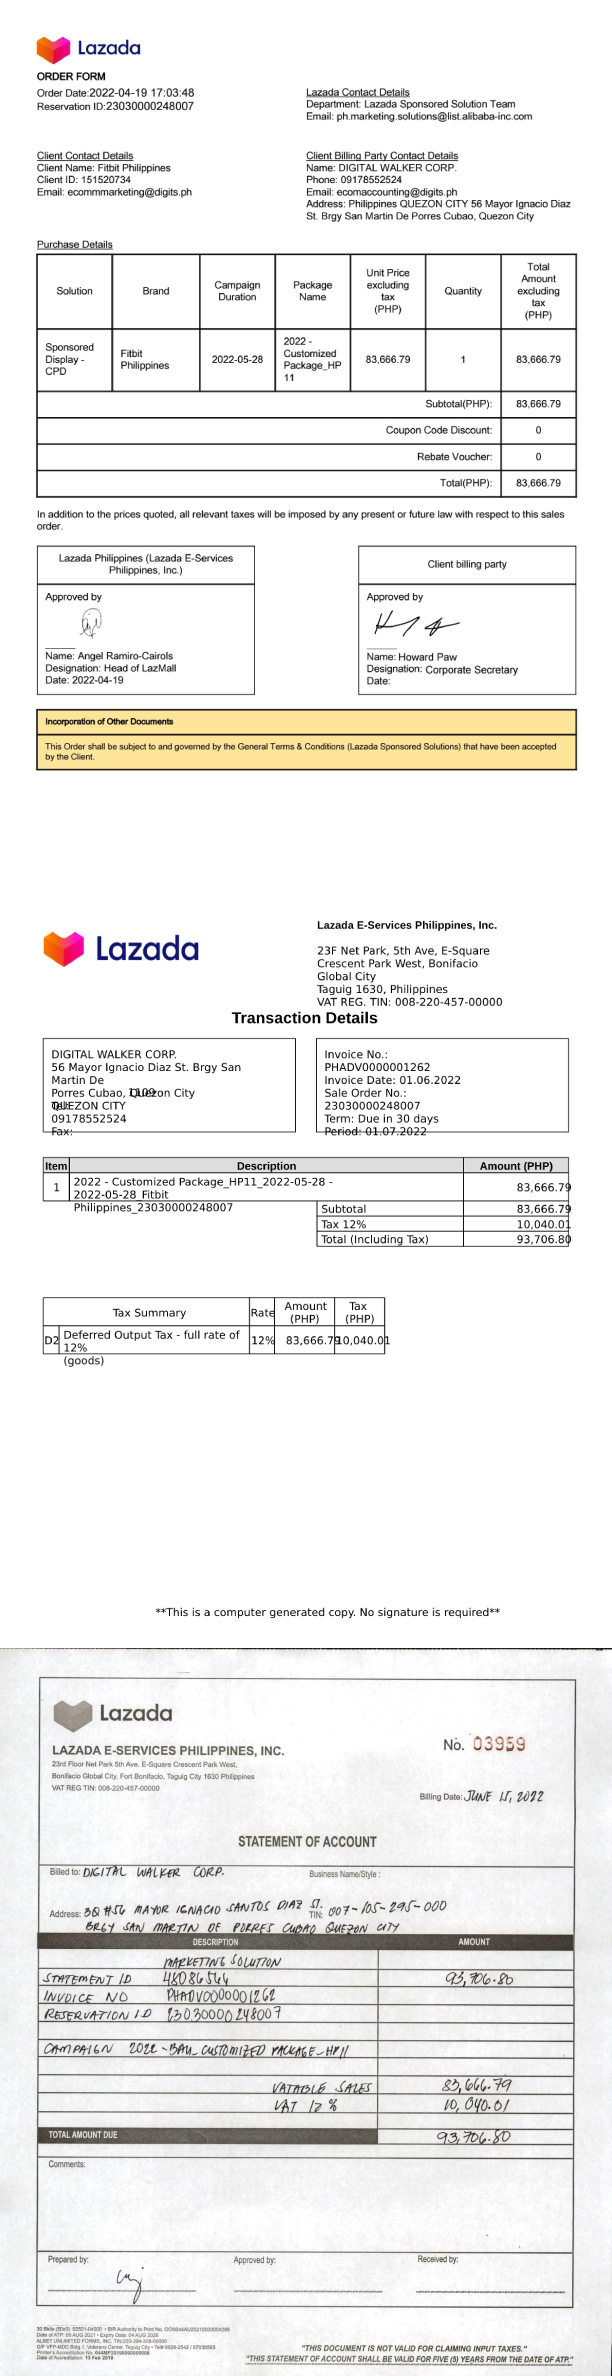 Lazada
ORDER FORM
Order Date:2022-04-19 17:03:48
Reservation ID:23030000248007
Lazada Contact Details
Department: Lazada Sponsored Solution Team
Email: ph.marketing.solutions@list.alibaba-inc.com
Client Contact Details
Client Name: Fitbit Philippines
Client ID: 151520734
Email: ecommmarketing@digits.ph
Client Billing Party Contact Details
Name: DIGITAL WALKER CORP.
Phone: 09178552524
Email: ecomaccounting@digits.ph
Address: Philippines QUEZON CITY 56 Mayor Ignacio Diaz
St. Brgy San Martin De Porres Cubao, Quezon City
Purchase Details
Solution Brand Campaign Duration Package Name Unit Price excluding tax (PHP) Quantity Total Amount excluding tax (PHP)
Sponsored Display - CPD Fitbit Philippines 2022-05-28 2022 - Customized Package_HP 11 83,666.79 1 83,666.79
Subtotal(PHP): 83,666.79
Coupon Code Discount: 0
Rebate Voucher: 0
Total(PHP): 83,666.79
In addition to the prices quoted, all relevant taxes will be imposed by any present or future law with respect to this sales
order.
Lazada Philippines (Lazada E-Services
Philippines, Inc.)
Approved by
Name: Angel Ramiro-Cairols
Designation: Head of LazMall
Date: 2022-04-19
Client billing party
Approved by
Name: Howard Paw
Designation: Corporate Secretary
Date:
Incorporation of Other Documents
This Order shall be subject to and governed by the General Terms & Conditions (Lazada Sponsored Solutions) that have been accepted
by the Client.
Lazada
Lazada E-Services Philippines, Inc.
23F Net Park, 5th Ave, E-Square
Crescent Park West, Bonifacio
Global City
Taguig 1630, Philippines
VAT REG. TIN: 008-220-457-00000
Transaction Details
DIGITAL WALKER CORP.
56 Mayor Ignacio Diaz St. Brgy San
Martin De
Porres Cubao, Quezon City
1109
QUEZON CITY
09178552524
Fax:
Invoice No.:
PHADV0000001262
Invoice Date: 01.06.2022
Sale Order No.:
23030000248007
Term: Due in 30 days
Period: 01.07.2022
Item Description Amount (PHP)
1 2022 - Customized Package_HP11_2022-05-28 -
2022-05-28_Fitbit
Philippines_23030000248007
83,666.79
Subtotal 83,666.79
Tax 12% 10,040.01
Total (Including Tax) 93,706.80
Tax Summary Rate Amount (PHP) Tax (PHP)
D2 Deferred Output Tax - full rate of
12%
(goods)
12% 83,666.79 10,040.01
**This is a computer generated copy. No signature is required**
Lazada
LAZADA E-SERVICES PHILIPPINES, INC.
23rd Floor Net Park 5th Ave. E-Square Crescent Park West,
Bonifacio Global City, Fort Bonifacio, Taguig City 1630 Philippines
VAT REG TIN: 008-220-457-00000
No. 03959
Billing Date: JUNE 15, 2022
STATEMENT OF ACCOUNT
Billed to: DIGITAL WALKER CORP.
Business Name/Style :
Address: 3Q #56 MAYOR IGNACIO SANTOS DIAZ ST.
TIN: 007-105-295-000
BRGY SAN MARTIN OF PORRES CUBAO QUEZON CITY
DESCRIPTION AMOUNT
MARKETING SOLUTION
STATEMENT ID 48086544 93,706.80
INVOICE NO PHADV0000001262
RESERVATION ID 23030000248007
CAMPAIGN 2022 -BAU_CUSTOMIZED PACKAGE_HP11
VATABLE SALES 83,666.79
VAT 12 % 10,040.01
TOTAL AMOUNT DUE 93,706.80
Comments:
Prepared by:
Approved by:
Received by:
Date of ATP: 05 AUG 2021 • Expiry Date: 04 AUG 2026
"THIS DOCUMENT IS NOT VALID FOR CLAIMING INPUT TAXES."
"THIS STATEMENT OF ACCOUNT SHALL BE VALID FOR FIVE (5) YEARS FROM THE DATE OF ATP."